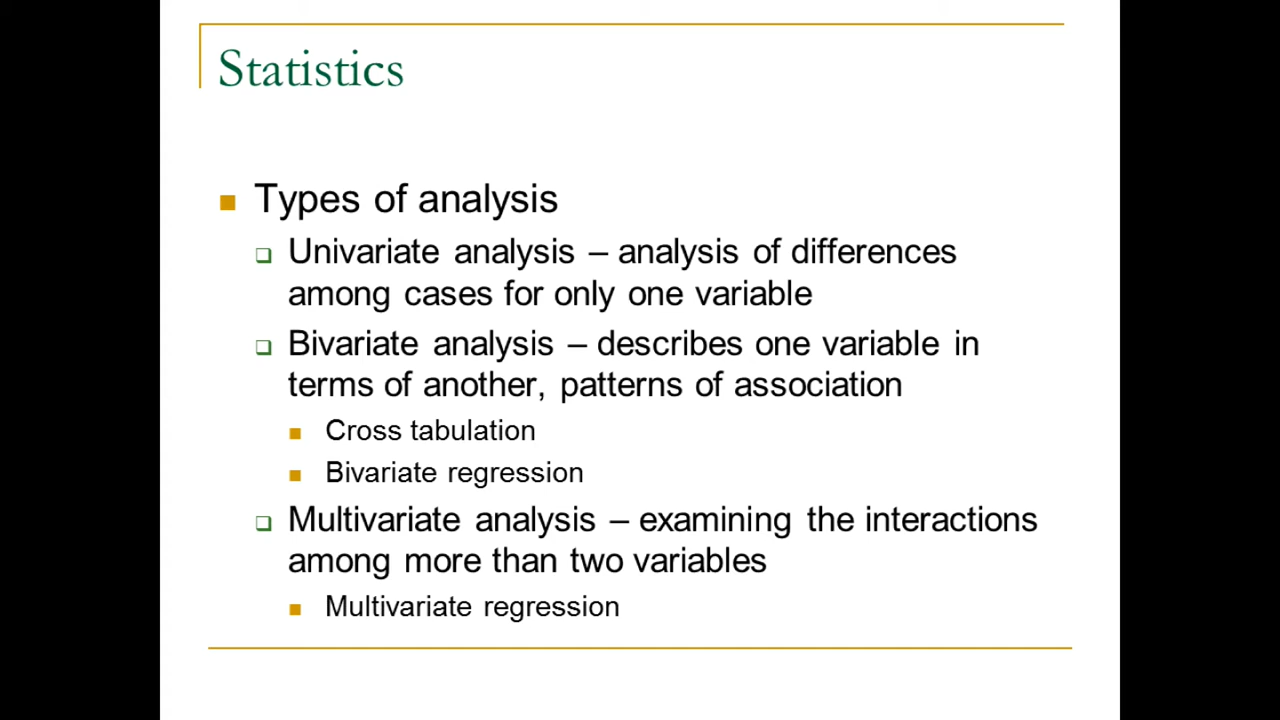 Statistics
Types of analysis
Univariate analysis – analysis of differences
among cases for only one variable
Bivariate analysis – describes one variable in
terms of another, patterns of association
Cross tabulation
Bivariate regression
Multivariate analysis – examining the interactions
among more than two variables
Multivariate regression